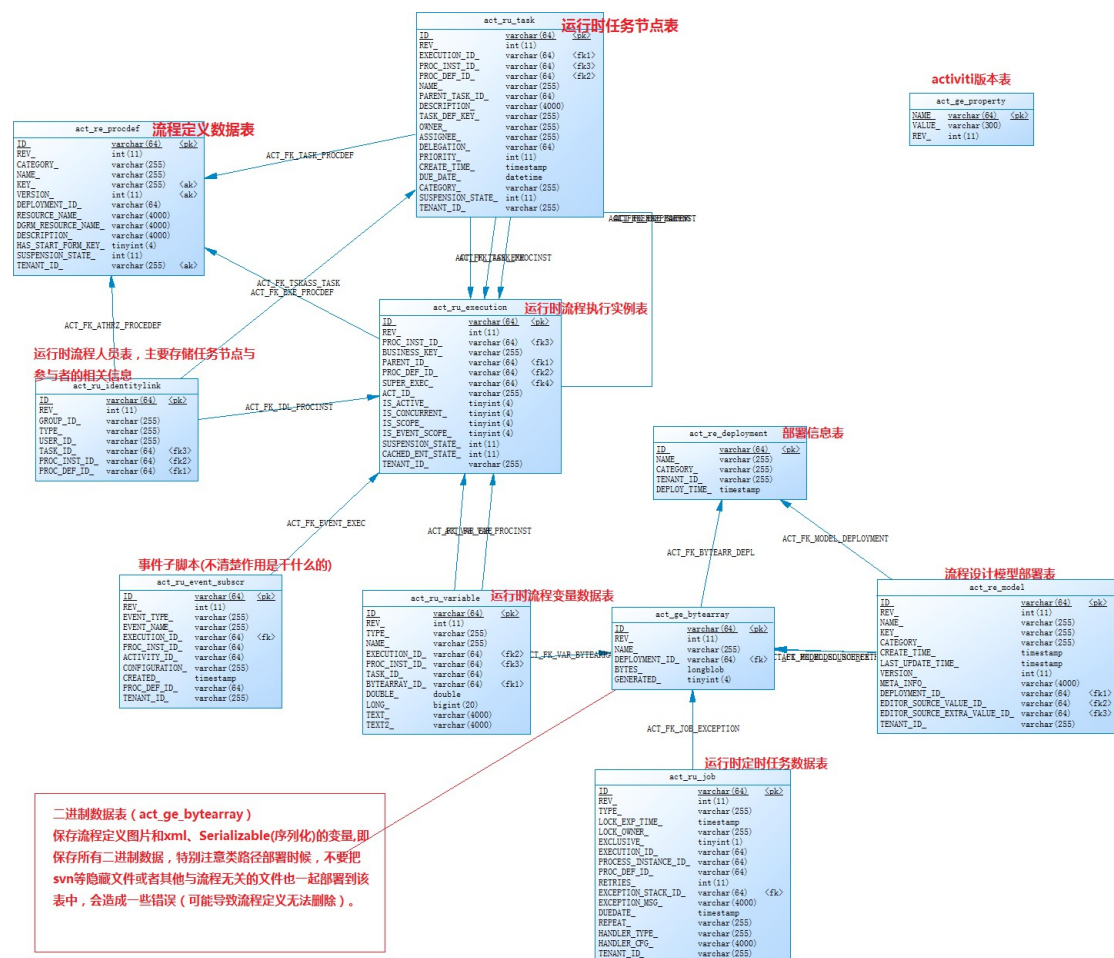 act_ru_task 运行时任务节点表
ID_ varchar(64) <pk>
REV_ int(11)
EXECUTION_ID_ varchar(64) <fk1>
PROC_INST_ID_ varchar(64) <fk3>
PROC_DEF_ID_ varchar(64) <fk2>
NAME_ varchar(255)
PARENT_TASK_ID_ varchar(64)
DESCRIPTION_ varchar(4000)
TASK_DEF_KEY_ varchar(255)
OWNER_ varchar(255)
ASSIGNEE_ varchar(255)
DELEGATION_ varchar(64)
PRIORITY_ int(11)
CREATE_TIME_ timestamp
DUE_DATE_ datetime
CATEGORY_ varchar(255)
SUSPENSION_STATE_ int(11)
TENANT_ID_ varchar(255)
activiti版本表
act_ge_property
NAME_ varchar(64) <pk>
VALUE_ varchar(300)
REV_ int(11)
act_re_procdef 流程定义数据表
ID_ varchar(64) <pk>
REV_ int(11)
CATEGORY_ varchar(255)
NAME_ varchar(255)
KEY_ varchar(255) <ak>
VERSION_ int(11) <ak>
DEPLOYMENT_ID_ varchar(64)
RESOURCE_NAME_ varchar(4000)
DGRM_RESOURCE_NAME_ varchar(4000)
DESCRIPTION_ varchar(4000)
HAS_START_FORM_KEY_ tinyint(4)
SUSPENSION_STATE_ int(11)
TENANT_ID_ varchar(255) <ak>
ACT_FK_TASK_PROCDEF
ACT_FK_TSKASS_TASK
ACT_FK_EXE_PROCDEF
ACT_FK_ATHRZ_PROCEDEF
act_ru_execution 运行时流程执行实例表
ID_ varchar(64) <pk>
REV_ int(11)
PROC_INST_ID_ varchar(64) <fk3>
BUSINESS_KEY_ varchar(255)
PARENT_ID_ varchar(64) <fk1>
PROC_DEF_ID_ varchar(64) <fk2>
SUPER_EXEC_ varchar(64) <fk4>
ACT_ID_ varchar(255)
IS_ACTIVE_ tinyint(4)
IS_CONCURRENT_ tinyint(4)
IS_SCOPE_ tinyint(4)
IS_EVENT_SCOPE_ tinyint(4)
SUSPENSION_STATE_ int(11)
CACHED_ENT_STATE_ int(11)
TENANT_ID_ varchar(255)
运行时流程人员表，主要存储任务节点与
参与者的相关信息
act_ru_identitylink
ID_ varchar(64) <pk>
REV_ int(11)
GROUP_ID_ varchar(255)
TYPE_ varchar(255)
USER_ID_ varchar(255)
TASK_ID_ varchar(64) <fk3>
PROC_INST_ID_ varchar(64) <fk2>
PROC_DEF_ID_ varchar(64) <fk1>
ACT_FK_IDL_PROCINST
act_re_deployment 部署信息表
ID_ varchar(64) <pk>
NAME_ varchar(255)
CATEGORY_ varchar(255)
TENANT_ID_ varchar(255)
DEPLOY_TIME_ timestamp
ACT_FK_EVENT_EXEC
ACT_FK_BYTEARR_DEPL
ACT_FK_MODEL_DEPLOYMENT
事件子脚本(不清楚作用是干什么的)
act_ru_event_subscr
ID_ varchar(64) <pk>
REV_ int(11)
EVENT_TYPE_ varchar(255)
EVENT_NAME_ varchar(255)
EXECUTION_ID_ varchar(64) <fk>
PROC_INST_ID_ varchar(64)
ACTIVITY_ID_ varchar(64)
CONFIGURATION_ varchar(255)
CREATED_ timestamp
PROC_DEF_ID_ varchar(64)
TENANT_ID_ varchar(255)
act_ru_variable 运行时流程变量数据表
ID_ varchar(64) <pk>
REV_ int(11)
TYPE_ varchar(255)
NAME_ varchar(255)
EXECUTION_ID_ varchar(64) <fk2>
PROC_INST_ID_ varchar(64) <fk3>
TASK_ID_ varchar(64)
BYTEARRAY_ID_ varchar(64) <fk1>
DOUBLE_ double
LONG_ bigint(20)
TEXT_ varchar(4000)
TEXT2_ varchar(4000)
act_ge_bytearray
ID_ varchar(64) <pk>
REV_ int(11)
NAME_ varchar(255)
DEPLOYMENT_ID_ varchar(64) <fk>
BYTES_ longblob
GENERATED_ tinyint(4)
流程设计模型部署表
act_re_model
ID_ varchar(64) <pk>
REV_ int(11)
NAME_ varchar(255)
KEY_ varchar(255)
CATEGORY_ varchar(255)
CREATE_TIME_ timestamp
LAST_UPDATE_TIME_ timestamp
VERSION_ int(11)
META_INFO_ varchar(4000)
DEPLOYMENT_ID_ varchar(64) <fk1>
EDITOR_SOURCE_VALUE_ID_ varchar(64) <fk2>
EDITOR_SOURCE_EXTRA_VALUE_ID_ varchar(64) <fk3>
TENANT_ID_ varchar(255)
ACT_FK_JOB_EXCEPTION
运行时定时任务数据表
act_ru_job
ID_ varchar(64) <pk>
REV_ int(11)
TYPE_ varchar(255)
LOCK_EXP_TIME_ timestamp
LOCK_OWNER_ varchar(255)
EXCLUSIVE_ tinyint(1)
EXECUTION_ID_ varchar(64)
PROCESS_INSTANCE_ID_ varchar(64)
PROC_DEF_ID_ varchar(64)
RETRIES_ int(11)
EXCEPTION_STACK_ID_ varchar(64) <fk>
EXCEPTION_MSG_ varchar(4000)
DUEDATE_ timestamp
REPEAT_ varchar(255)
HANDLER_TYPE_ varchar(255)
HANDLER_CFG_ varchar(4000)
TENANT_ID_ varchar(255)
二进制数据表（act_ge_bytearray）
保存流程定义图片和xml、Serializable(序列化)的变量,即
保存所有二进制数据，特别注意类路径部署时候，不要把
svn等隐藏文件或者其他与流程无关的文件也一起部署到该
表中，会造成一些错误（可能导致流程定义无法删除）。